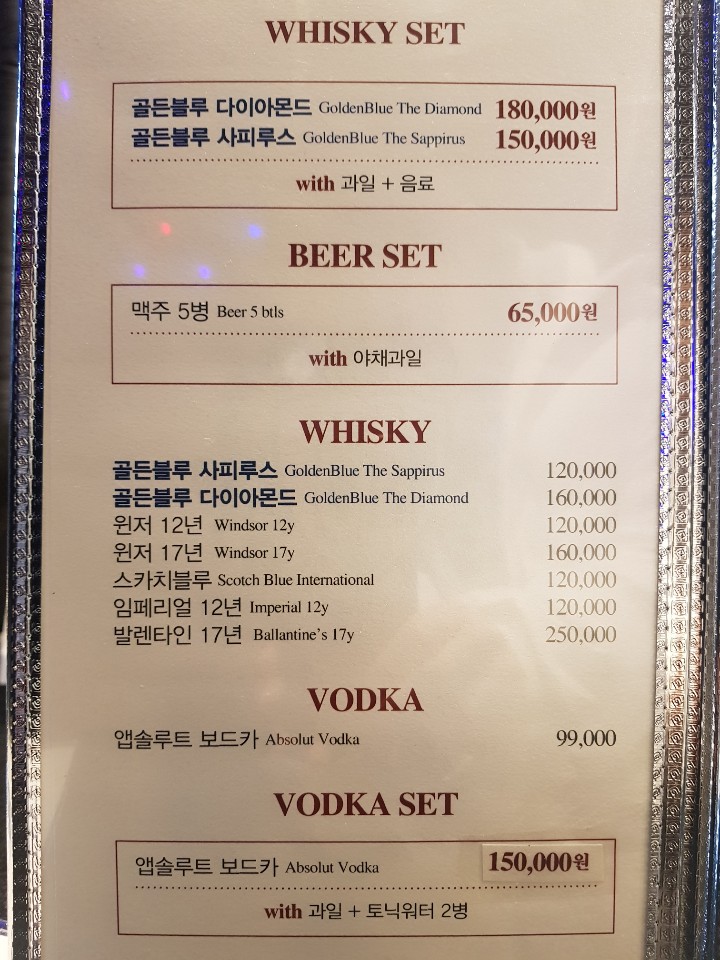 WHISKY SET
골든블루 다이아몬드 GoldenBlue The Diamond 180,000원
골든블루 사피루스 GoldenBlue The Sappirus 150,000원
with 과일 + 음료
BEER SET
맥주 5병 Beer 5 btls 65,000원
with 야채과일
WHISKY
골든블루 사피루스 GoldenBlue The Sappirus 120,000
골든블루 다이아몬드 GoldenBlue The Diamond 160,000
윈저 12년 Windsor 12y 120,000
윈저 17년 Windsor 17y 160,000
스카치블루 Scotch Blue International 120,000
임페리얼 12년 Imperial 12y 120,000
발렌타인 17년 Ballantine's 17y 250,000
VODKA
앱솔루트 보드카 Absolut Vodka 99,000
VODKA SET
앱솔루트 보드카 Absolut Vodka 150,000원
with 과일 + 토닉워터 2병